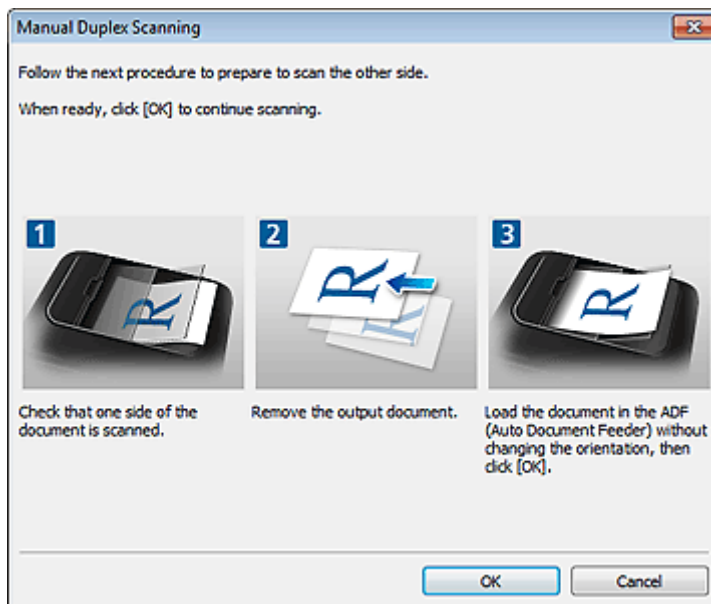 Manual Duplex Scanning
Follow the next procedure to prepare to scan the other side.
When ready, click [OK] to continue scanning.
1
R
2
R
R
3
R
Check that one side of the
document is scanned.
Remove the output document.
Load the document in the ADF
(Auto Document Feeder) without
changing the orientation, then
click [OK].
OK
Cancel